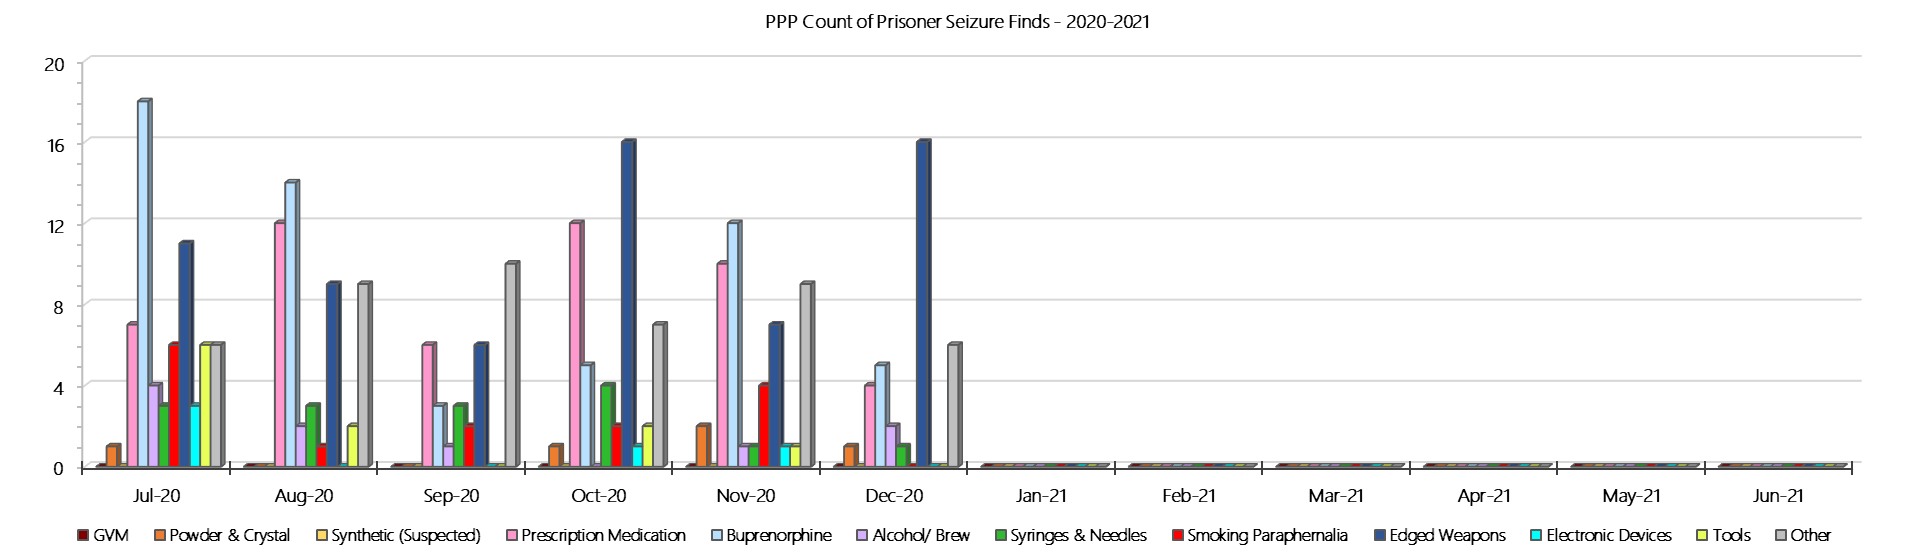 PPP Count of Prisoner Seizure Finds - 2020-2021
20
16
12
8
4
0
Jul-20 Aug-20 Sep-20 Oct-20 Nov-20 Dec-20 Jan-21 Feb-21 Mar-21 Apr-21 May-21 Jun-21
GVM Powder & Crystal Synthetic (Suspected) Prescription Medication Buprenorphine Alcohol/ Brew Syringes & Needles Smoking Paraphernalia Edged Weapons Electronic Devices Tools Other